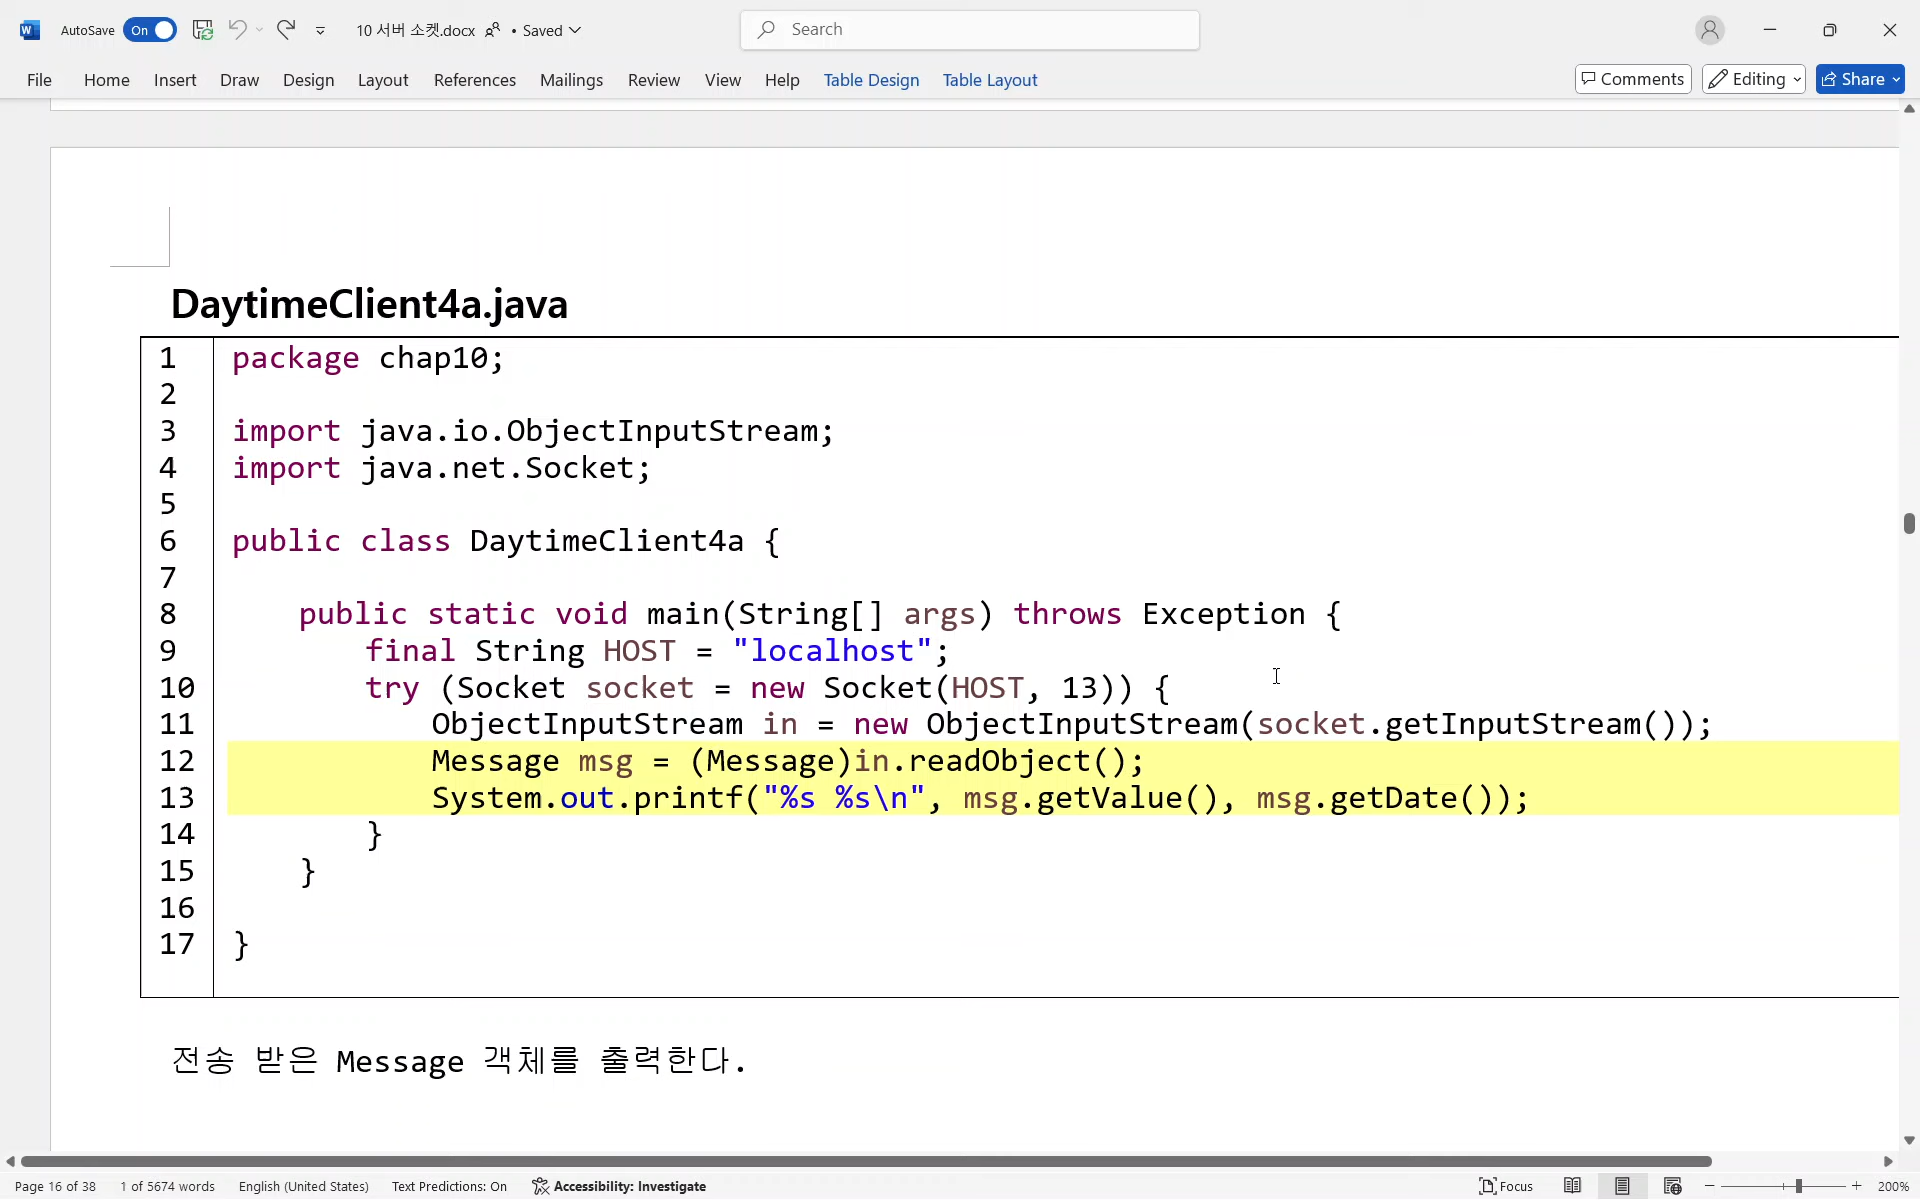 AutoSave On 10 서버 소켓.docx • Saved Search
File Home Insert Draw Design Layout References Mailings Review View Help Table Design Table Layout Comments Editing Share
DaytimeClient4a.java
1 package chap10;
2
3 import java.io.ObjectInputStream;
4 import java.net.Socket;
5
6 public class DaytimeClient4a {
7
8 public static void main(String[] args) throws Exception {
9 final String HOST = "localhost";
10 try (Socket socket = new Socket(HOST, 13)) {
11 ObjectInputStream in = new ObjectInputStream(socket.getInputStream());
12 Message msg = (Message)in.readObject();
13 System.out.printf("%s %s\n", msg.getValue(), msg.getDate());
14 }
15 }
16
17 }
전송 받은 Message 객체를 출력한다.
Page 16 of 38 1 of 5674 words English (United States) Text Predictions: On Accessibility: Investigate Focus 200%